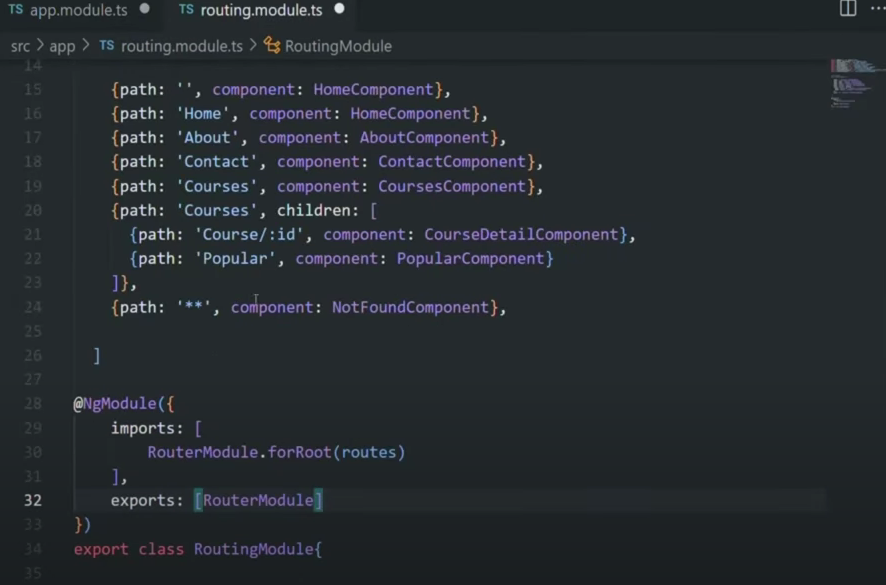 TS app.module.ts
TS routing.module.ts
src > app > TS routing.module.ts > RoutingModule
14
15 {path: '', component: HomeComponent},
16 {path: 'Home', component: HomeComponent},
17 {path: 'About', component: AboutComponent},
18 {path: 'Contact', component: ContactComponent},
19 {path: 'Courses', component: CoursesComponent},
20 {path: 'Courses', children: [
21 {path: 'Course/:id', component: CourseDetailComponent},
22 {path: 'Popular', component: PopularComponent}
23 ]},
24 {path: '**', component: NotFoundComponent},
25
26 ]
27
28 @NgModule({
29 imports: [
30 RouterModule.forRoot(routes)
31 ],
32 exports: [RouterModule]
33 })
34 export class RoutingModule{
35